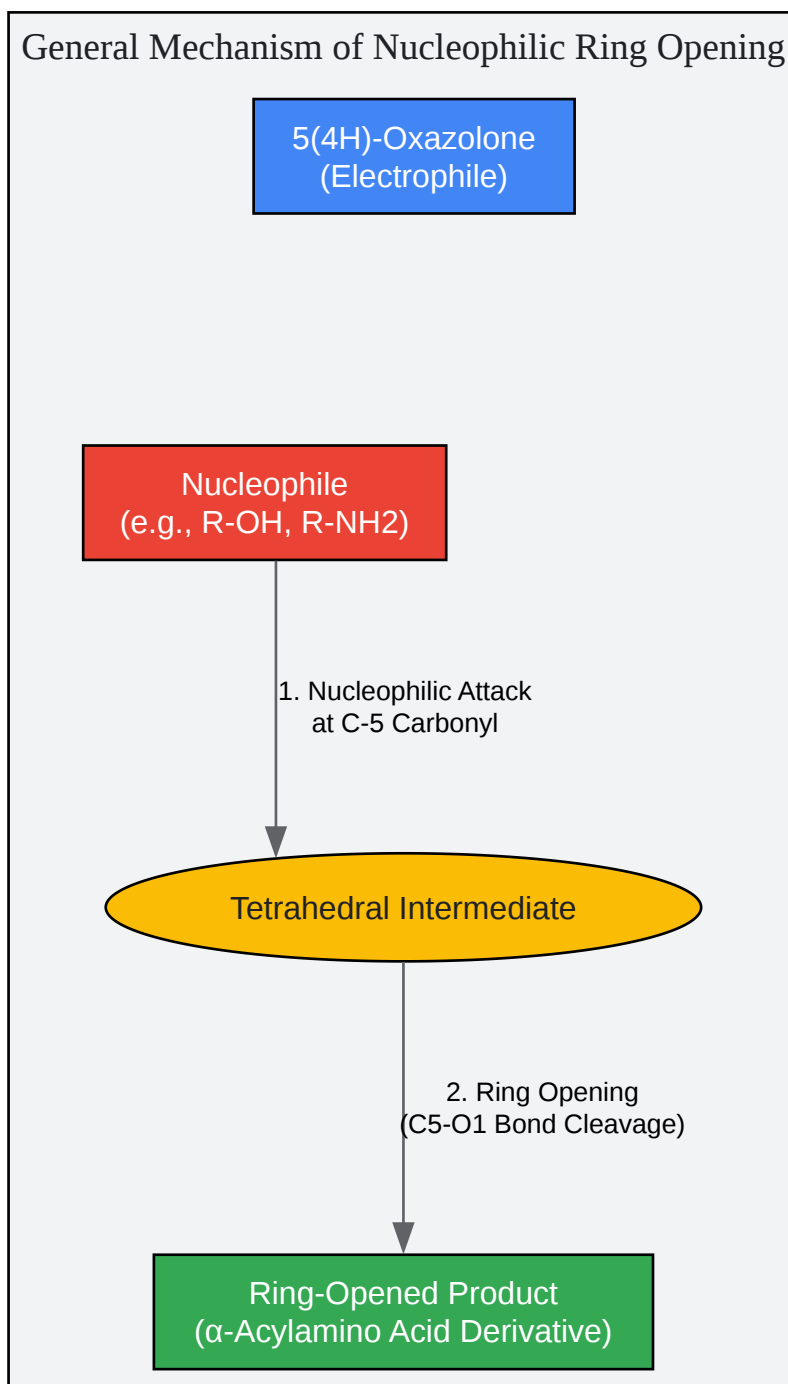 General Mechanism of Nucleophilic Ring Opening
5(4H)-Oxazolone
(Electrophile)
Nucleophile
(e.g., R-OH, R-NH2)
1. Nucleophilic Attack
at C-5 Carbonyl
Tetrahedral Intermediate
2. Ring Opening
(C5-O1 Bond Cleavage)
Ring-Opened Product
(α-Acylamino Acid Derivative)